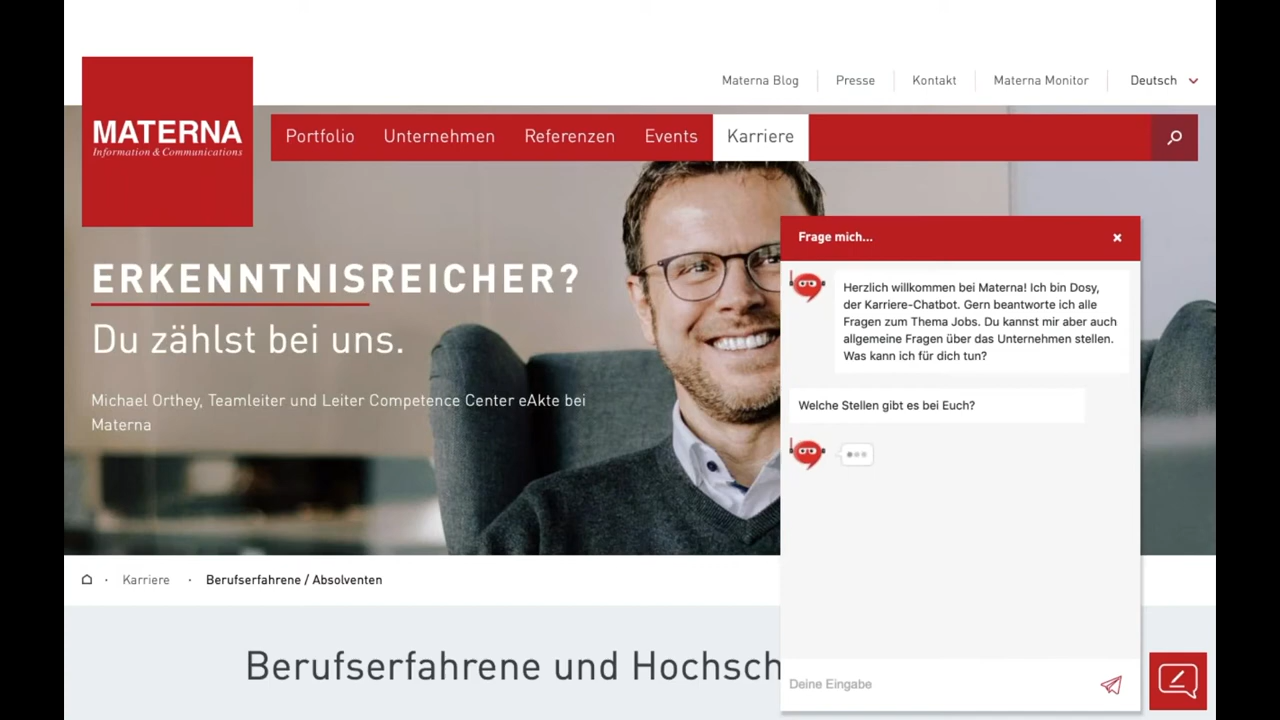 Materna Blog
Presse
Kontakt
Materna Monitor
Deutsch
MATERNA
Information & Communications
Portfolio
Unternehmen
Referenzen
Events
Karriere
ERKENNTNISREICHER?
Du zählst bei uns.
Michael Orthey, Teamleiter und Leiter Competence Center eAkte bei
Materna
Frage mich...
Herzlich willkommen bei Materna! Ich bin Dosy,
der Karriere-Chatbot. Gern beantworte ich alle
Fragen zum Thema Jobs. Du kannst mir aber auch
allgemeine Fragen über das Unternehmen stellen.
Was kann ich für dich tun?
Welche Stellen gibt es bei Euch?
Deine Eingabe
Karriere
Berufserfahrene / Absolventen
Berufserfahrene und Hochsch